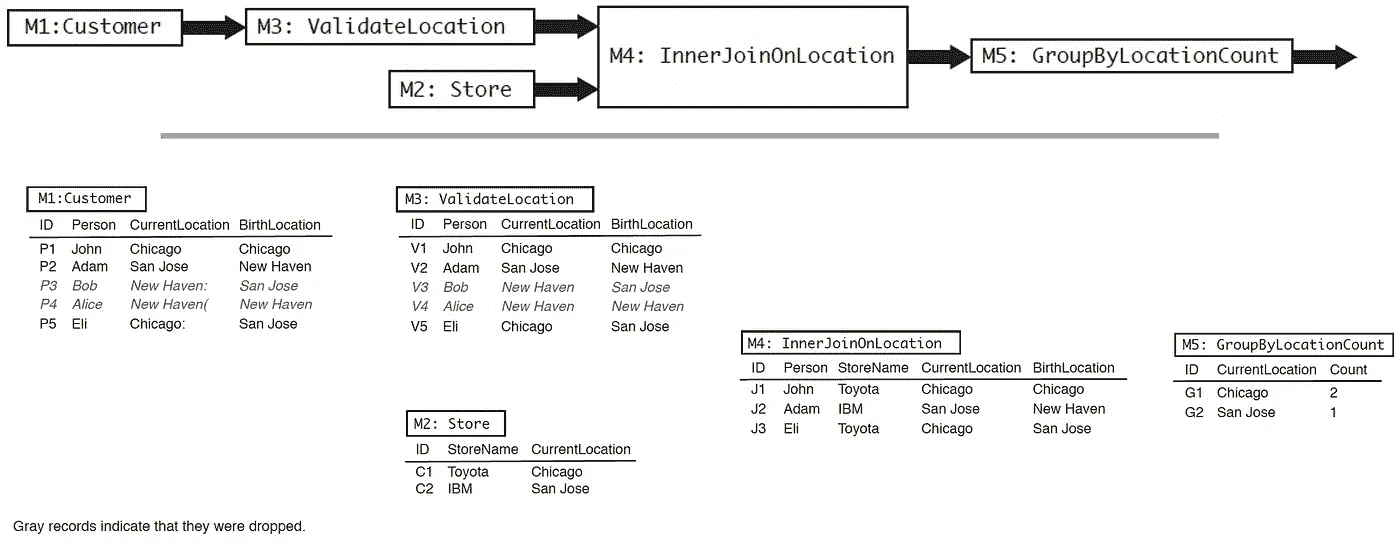 M1:Customer
M3: ValidateLocation
M2: Store
M4: InnerJoinOnLocation
M5: GroupByLocationCount
M1:Customer
ID Person CurrentLocation BirthLocation
P1 John Chicago Chicago
P2 Adam San Jose New Haven
P3 Bob New Haven: San Jose
P4 Alice New Haven( New Haven
P5 Eli Chicago: San Jose
M3: ValidateLocation
ID Person CurrentLocation BirthLocation
V1 John Chicago Chicago
V2 Adam San Jose New Haven
V3 Bob New Haven San Jose
V4 Alice New Haven New Haven
V5 Eli Chicago San Jose
M2: Store
ID StoreName CurrentLocation
C1 Toyota Chicago
C2 IBM San Jose
M4: InnerJoinOnLocation
ID Person StoreName CurrentLocation BirthLocation
J1 John Toyota Chicago Chicago
J2 Adam IBM San Jose New Haven
J3 Eli Toyota Chicago San Jose
M5: GroupByLocationCount
ID CurrentLocation Count
G1 Chicago 2
G2 San Jose 1
Gray records indicate that they were dropped.